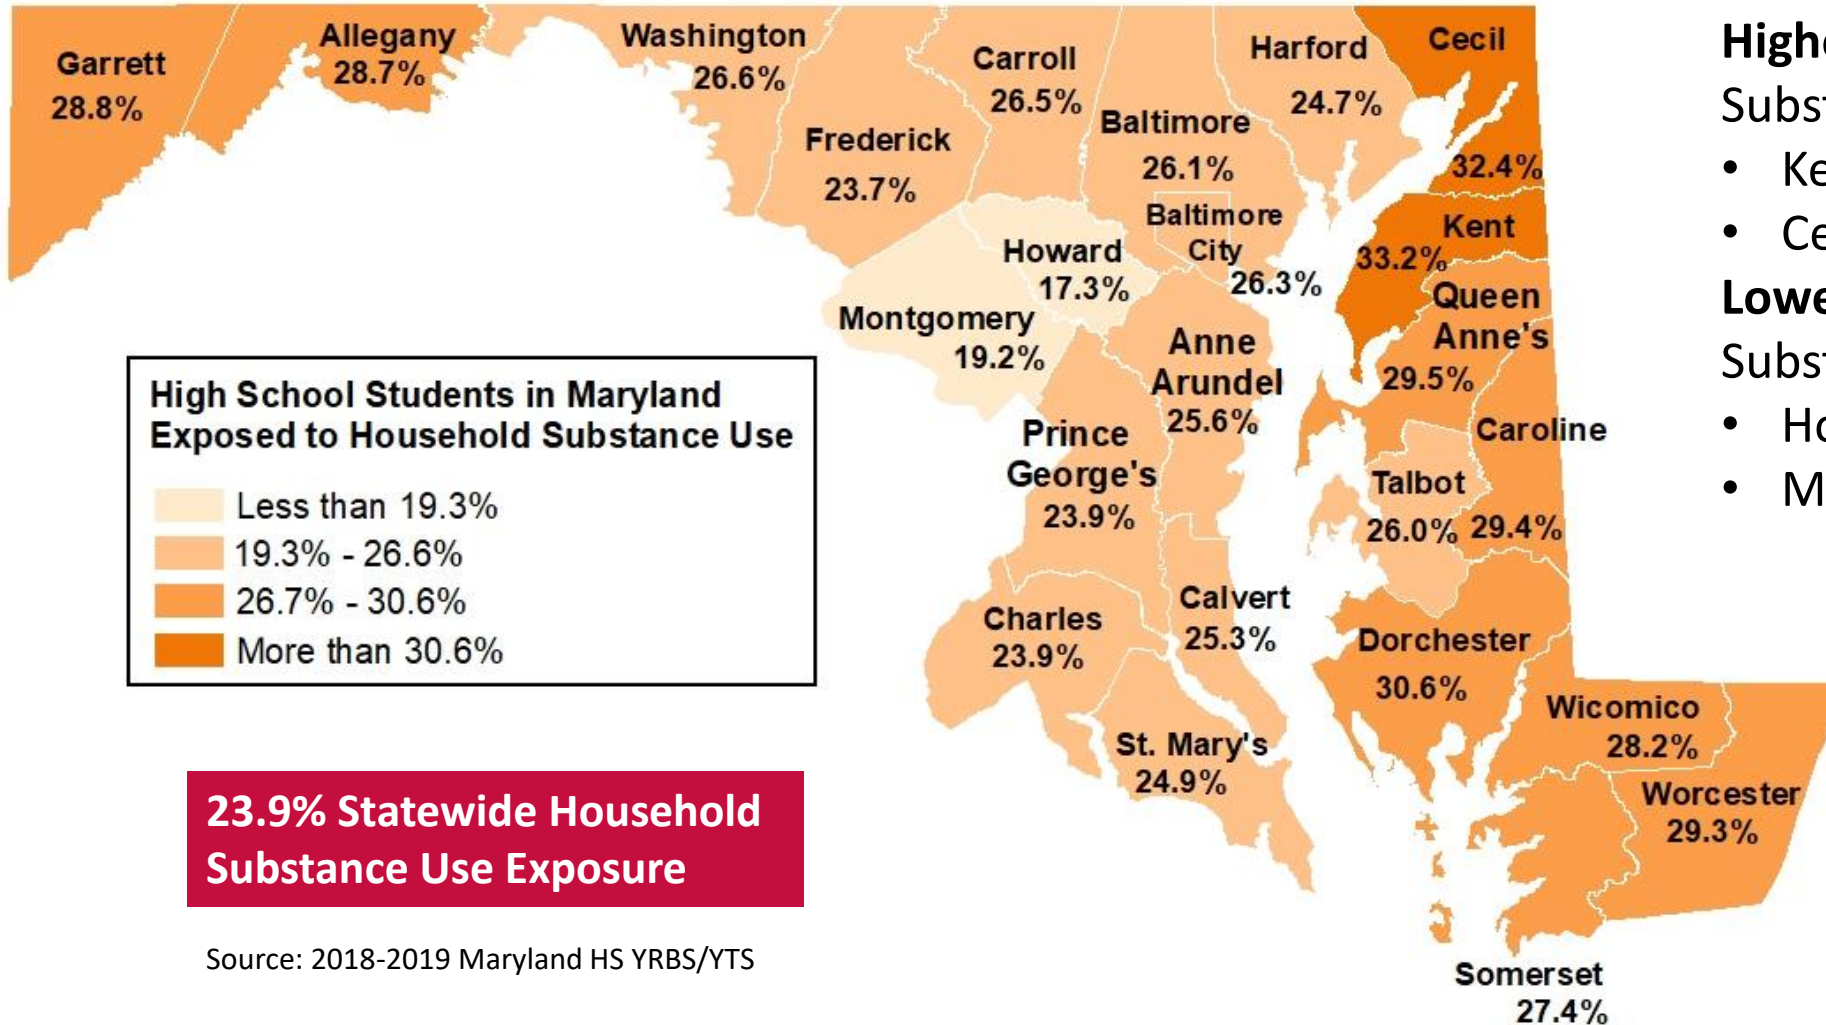 Garrett
28.8%
Allegany
28.7%
Washington
26.6%
Frederick
23.7%
Carroll
26.5%
Baltimore
26.1%
Harford
24.7%
Cecil
32.4%
Baltimore
City
26.3%
Kent
33.2%
Howard
17.3%
Montgomery
19.2%
Queen
Anne's
29.5%
Anne
Arundel
25.6%
Prince
George's
23.9%
Caroline
29.4%
Talbot
26.0%
Charles
23.9%
Calvert
25.3%
Dorchester
30.6%
St. Mary's
24.9%
Wicomico
28.2%
Worcester
29.3%
Somerset
27.4%
High School Students in Maryland
Exposed to Household Substance Use
Less than 19.3%
19.3% - 26.6%
26.7% - 30.6%
More than 30.6%
23.9% Statewide Household
Substance Use Exposure
Source: 2018-2019 Maryland HS YRBS/YTS